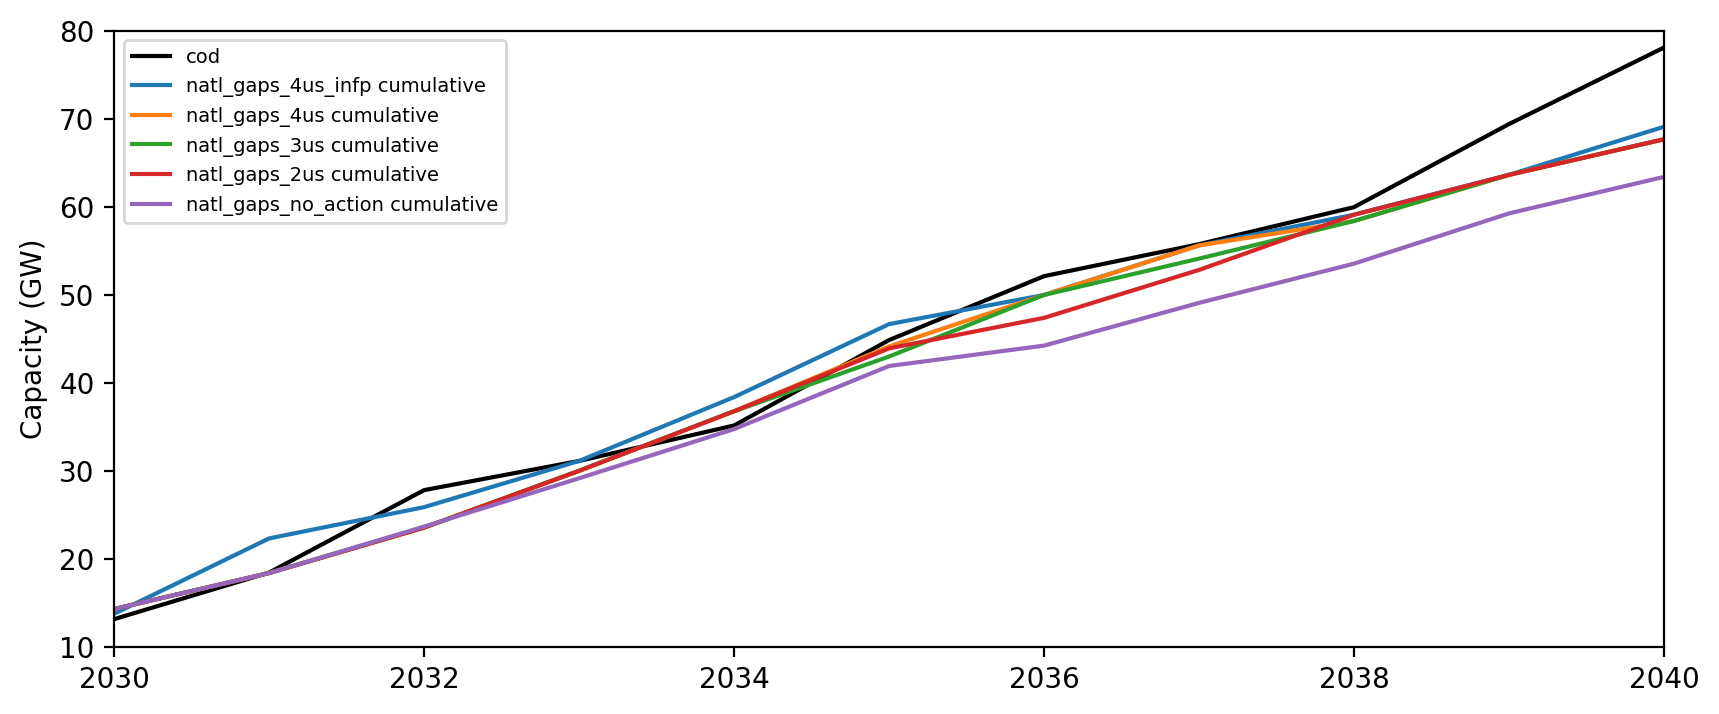 80
70
60
50
40
30
20
10
Capacity (GW)
cod
natl_gaps_4us_infp cumulative
natl_gaps_4us cumulative
natl_gaps_3us cumulative
natl_gaps_2us cumulative
natl_gaps_no_action cumulative
2030 2032 2034 2036 2038 2040